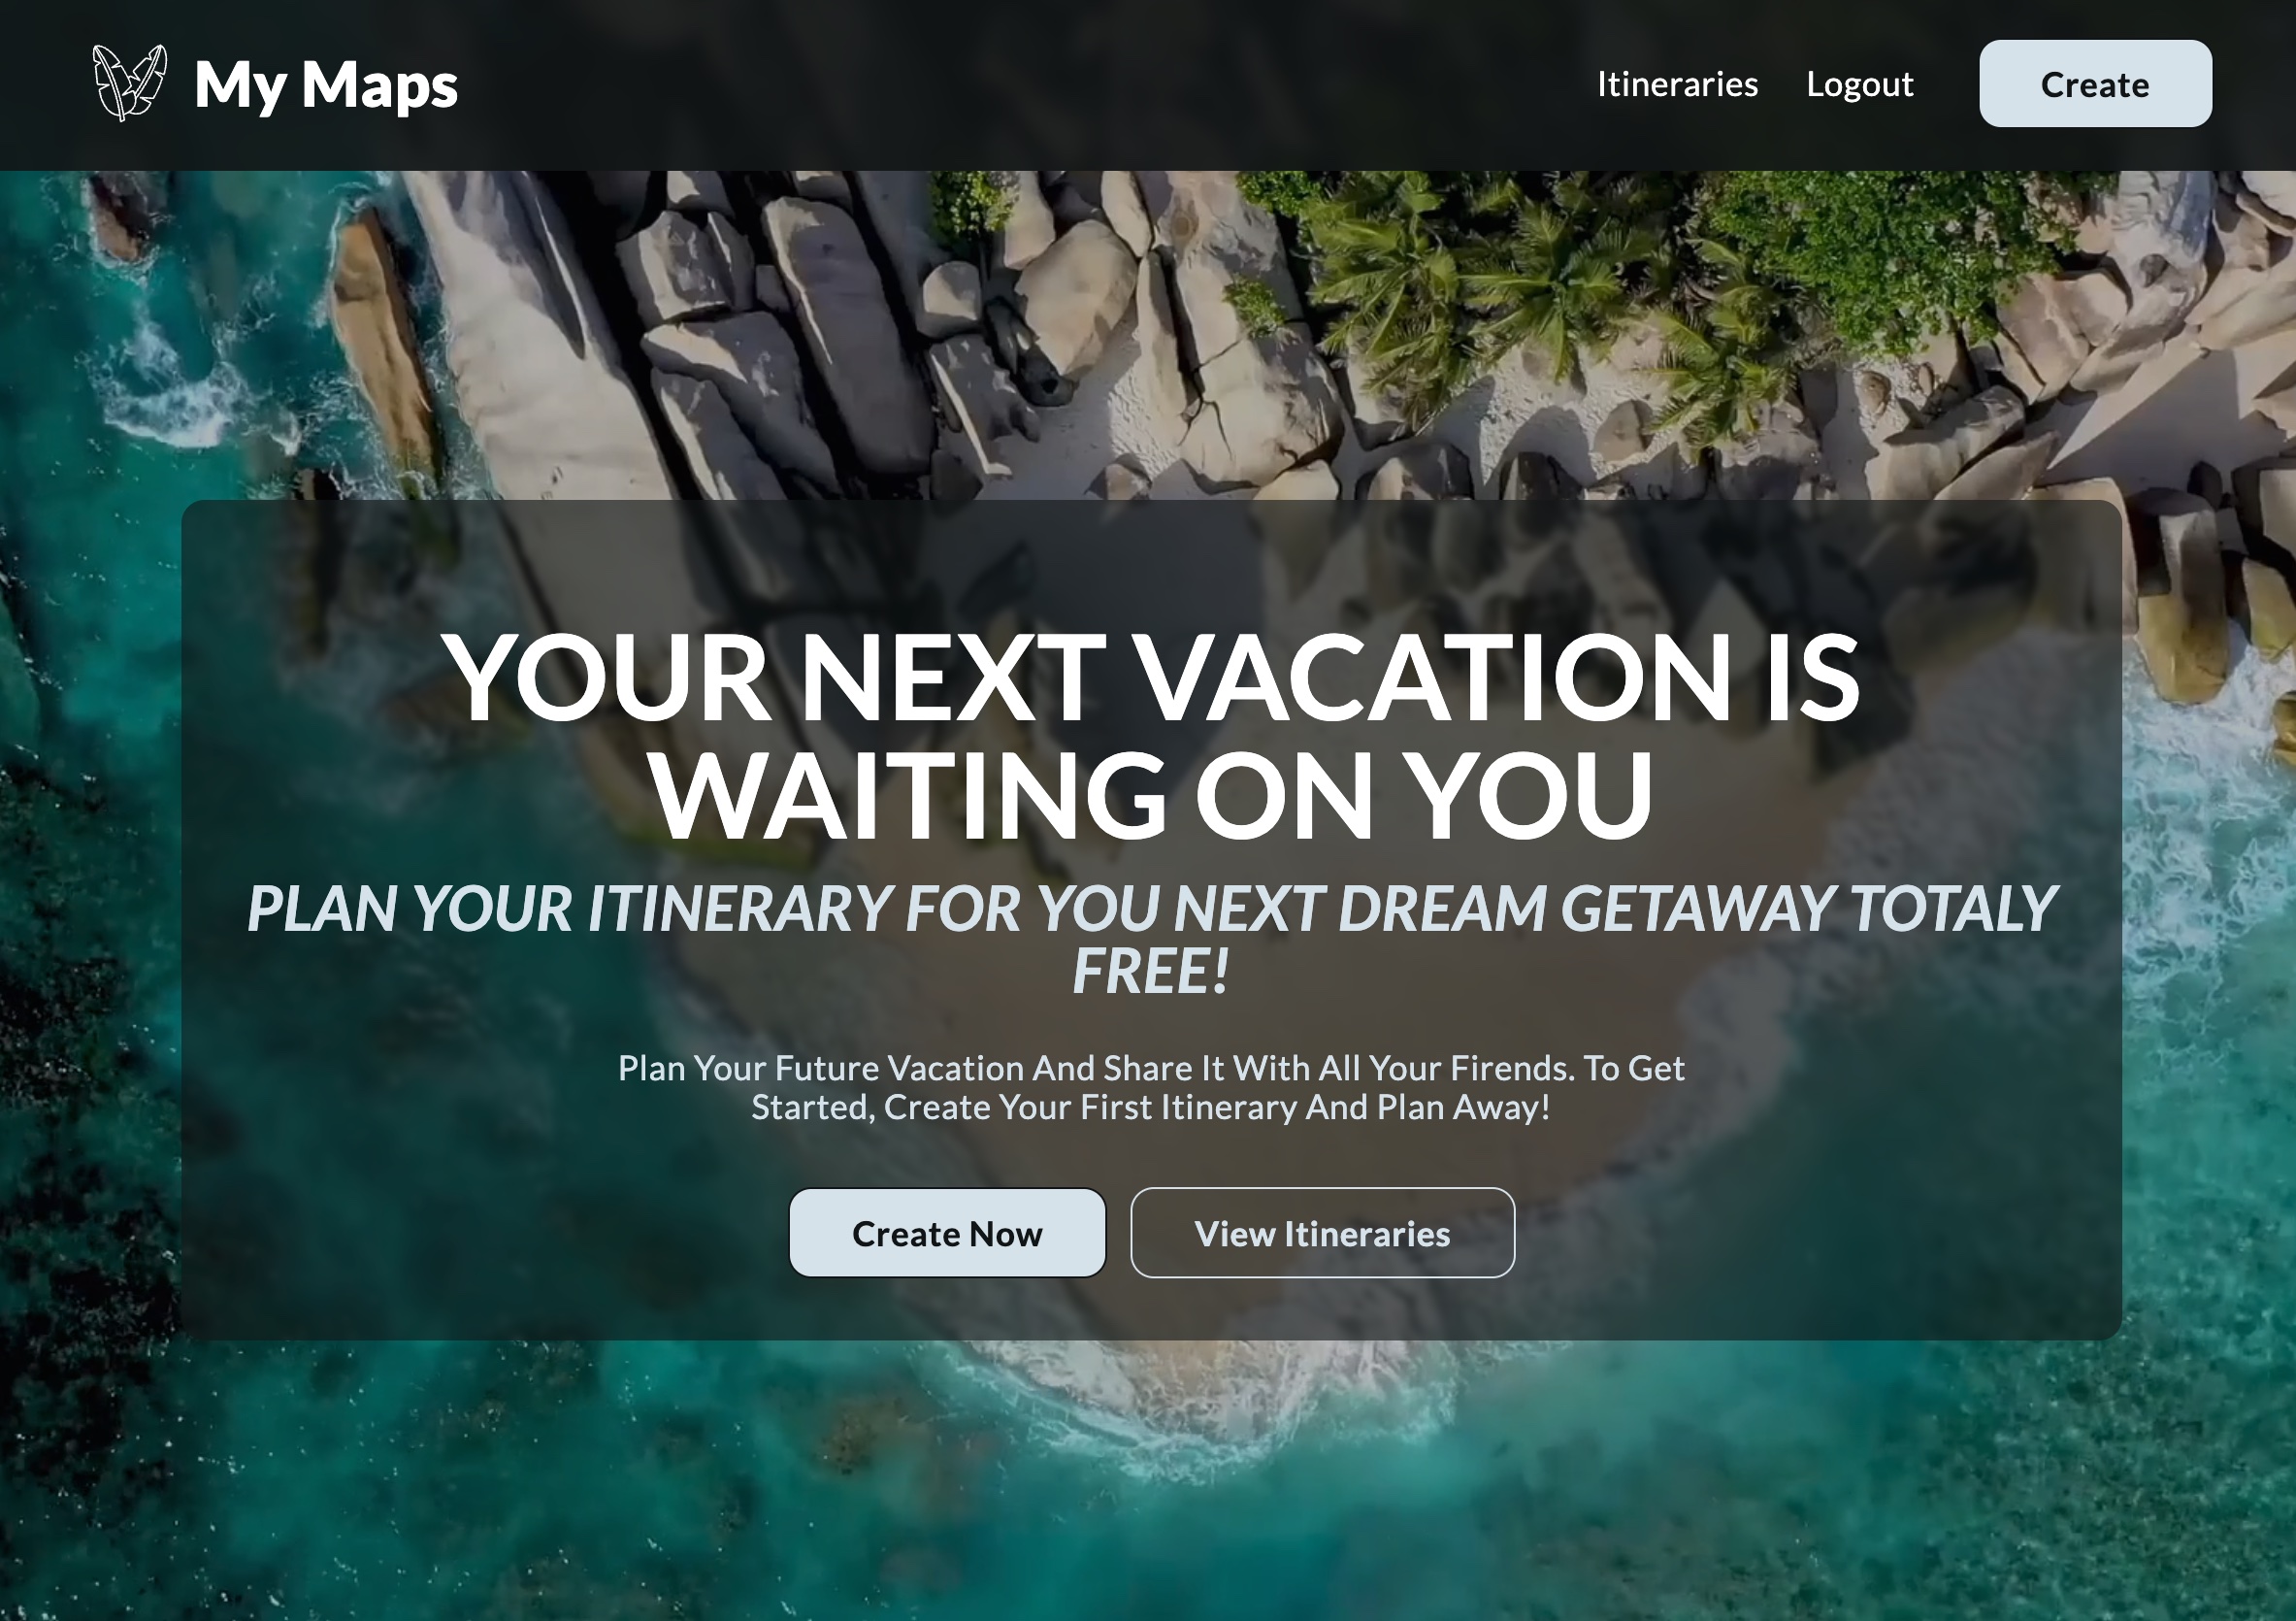 My Maps
Itineraries
Logout
Create
YOUR NEXT VACATION IS
WAITING ON YOU
PLAN YOUR ITINERARY FOR YOU NEXT DREAM GETAWAY TOTALY
FREE!
Plan Your Future Vacation And Share It With All Your Firends. To Get
Started, Create Your First Itinerary And Plan Away!
Create Now
View Itineraries